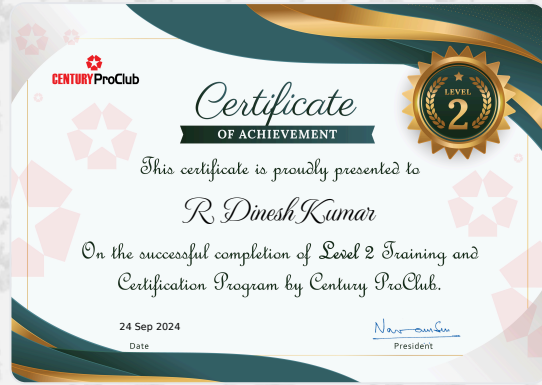 CENTURY ProClub
Certificate
OF ACHIEVEMENT
LEVEL
2
This certificate is proudly presented to
R. Dinesh Kumar
On the successful completion of Level 2 Training and
Certification Program by Century ProClub.
24 Sep 2024
Date
President